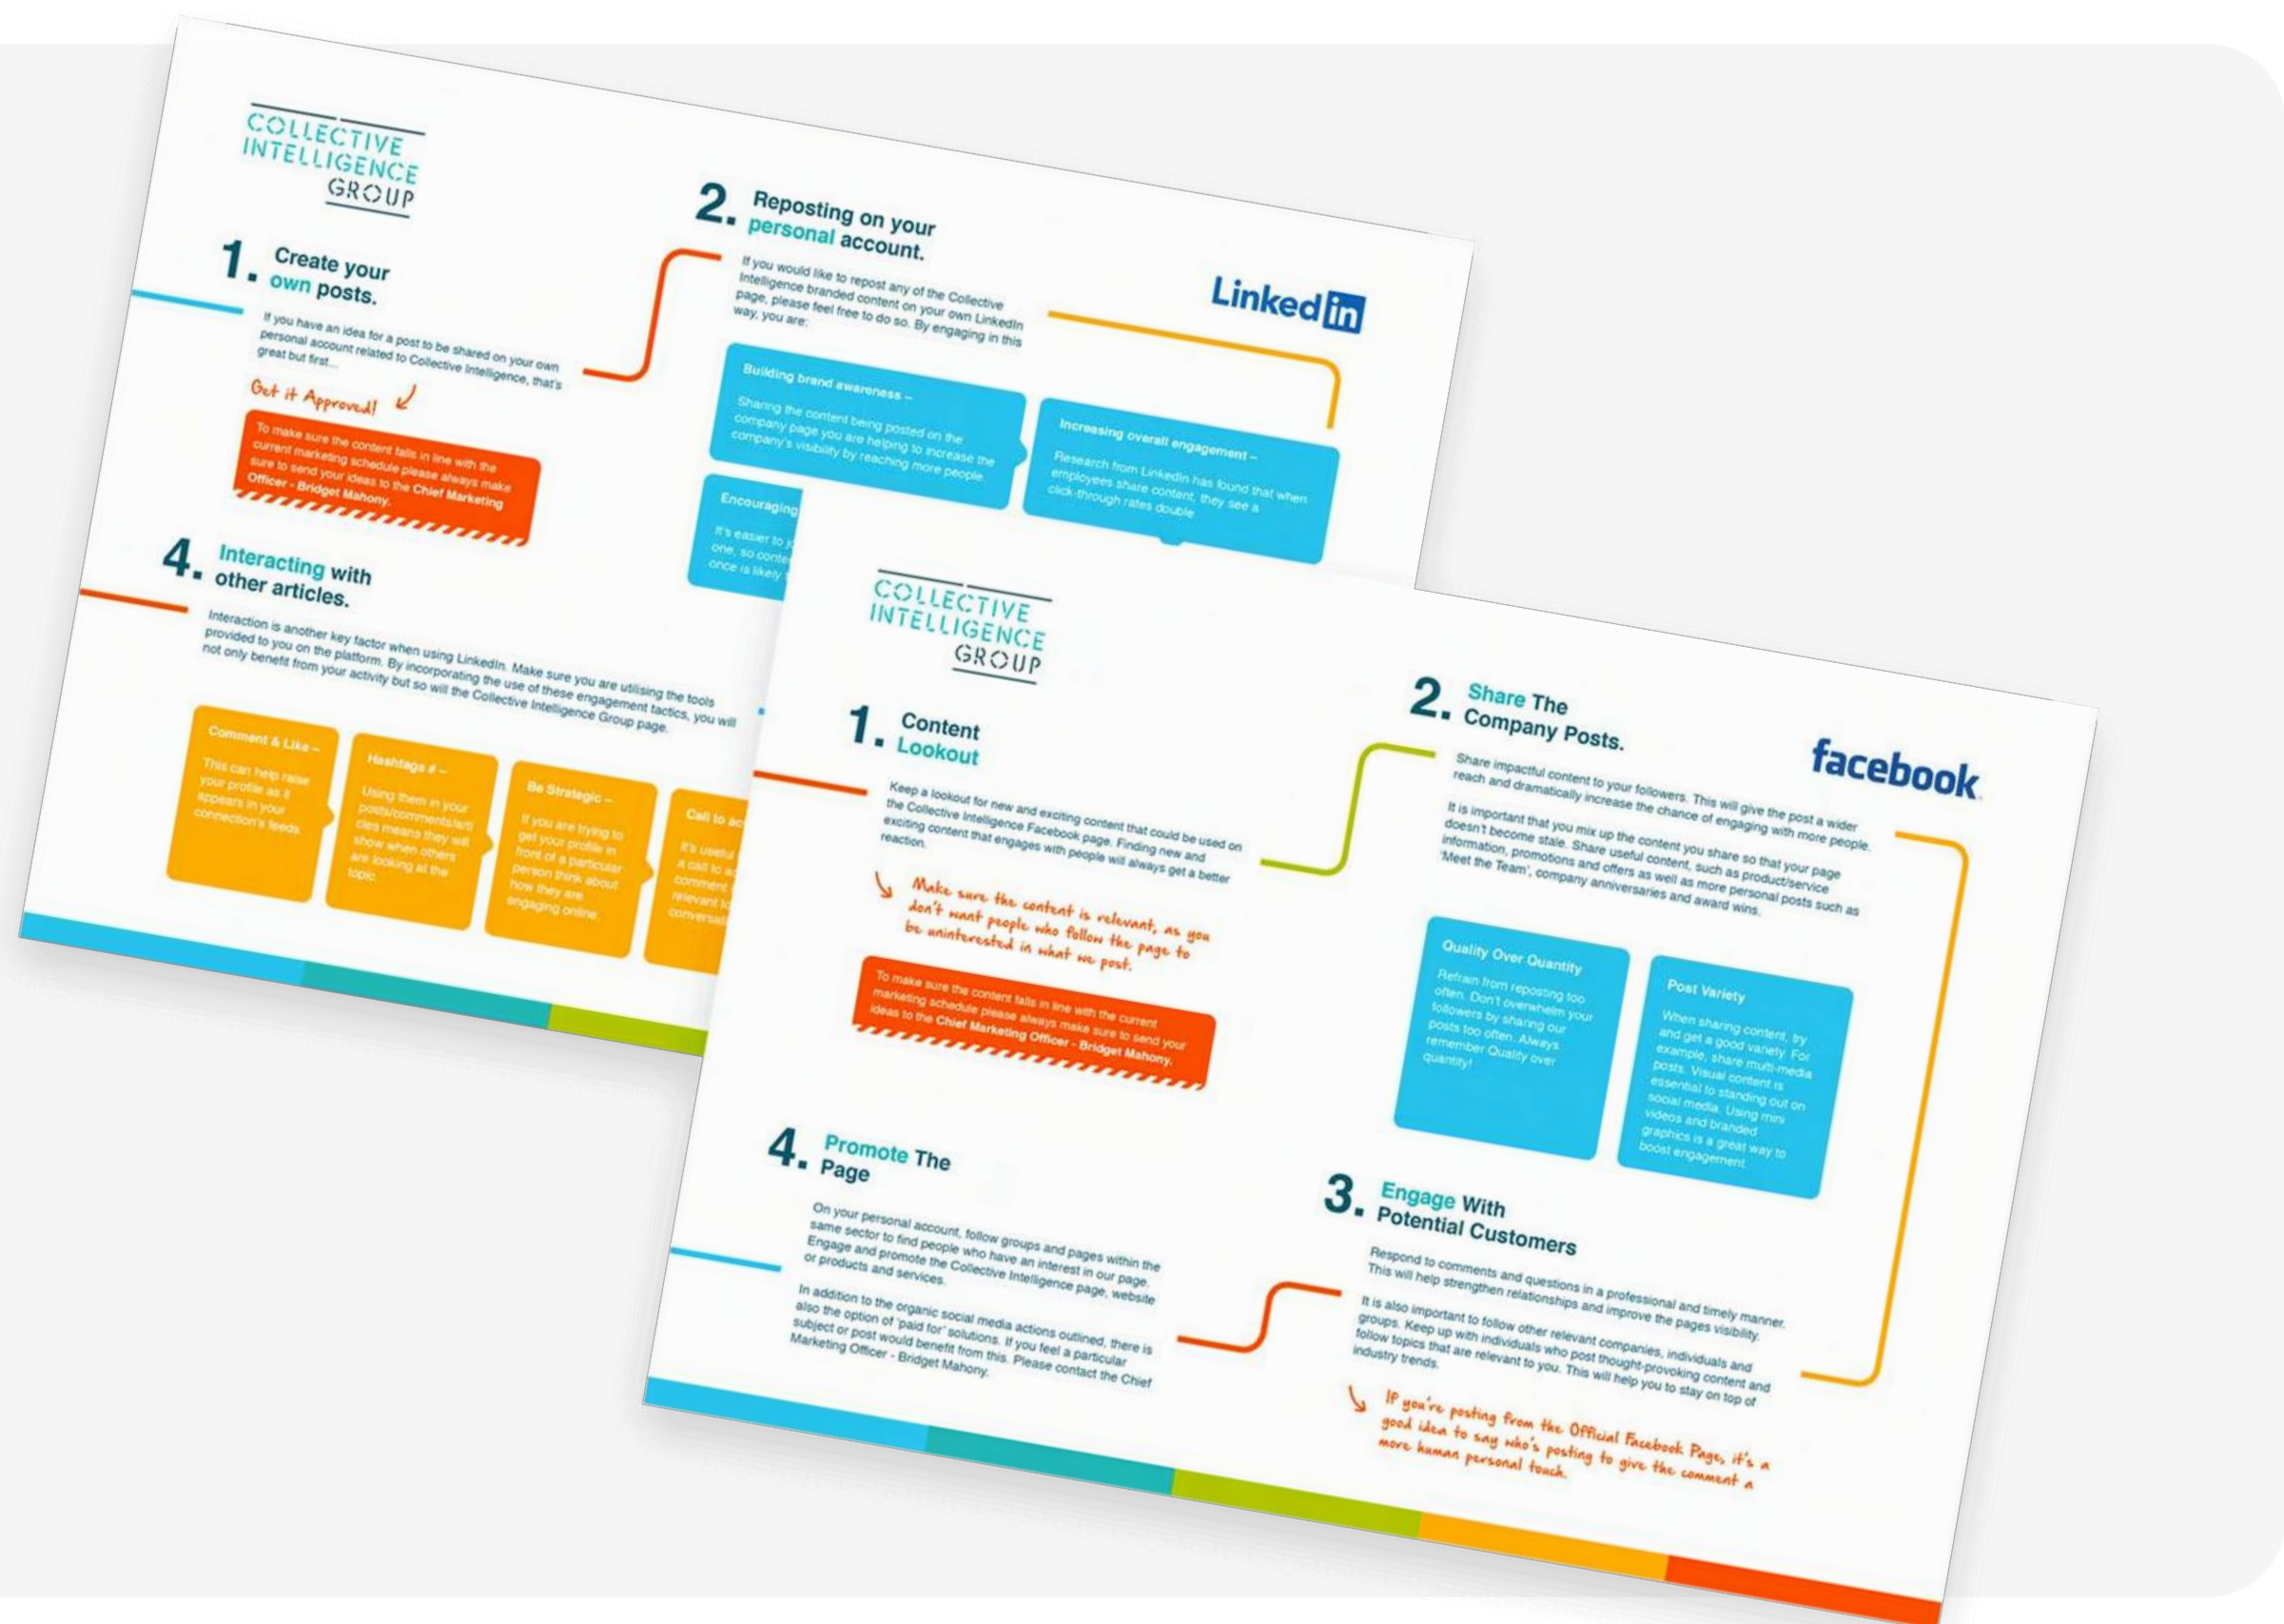 COLLECTIVE
INTELLIGENCE
GROUP
1. Create your
own posts.
If you have an idea for a post to be shared on your own
personal account related to Collective Intelligence, that's
great but first...
Get it Approved!
To make sure the content falls in line with the
current marketing schedule please always make
sure to send your ideas to the Chief Marketing
Officer - Bridget Mahony.
2. Reposting on your
personal account.
If you would like to repost any of the Collective
Intelligence branded content on your own LinkedIn
page, please feel free to do so. By engaging in this
way, you are:
LinkedIn
Building brand awareness –
Sharing the content being posted on the
company page you are helping to increase the
company's visibility by reaching more people.
Increasing overall engagement –
Research from LinkedIn has found that when
employees share content, they see a
click-through rates double
Encouraging
It's easier to
one, so
once is likely
4. Interacting with
other articles.
Interaction is another key factor when using LinkedIn. Make sure you are utilising the tools
provided to you on the platform. By incorporating the use of these engagement tactics, you will
not only benefit from your activity but so will the Collective Intelligence Group page.
Comment & Like –
This can help raise
your profile as it
appears in your
connection's feeds.
Hashtags # –
Using them in your
posts/comments/arti
cles means they will
show when others
are looking at the
topic.
Be Strategic –
If you are trying to
get your profile in
front of a particular
person think about
how they are
engaging online
Call to
It's useful
a call to
comment
relevant
COLLECTIVE
INTELLIGENCE
GROUP
1. Content
Lookout
Keep a lookout for new and exciting content that could be used on
the Collective Intelligence Facebook page. Finding new and
exciting content that engages with people will always get a better
reaction.
Make sure the content is relevant, as you
don't want people who follow the page to
be uninterested in what we post.
To make sure the content falls in line with the current
marketing schedule please always make sure to send your
ideas to the Chief Marketing Officer - Bridget Mahony.
2. Share The
Company Posts.
facebook
Share impactful content to your followers. This will give the post a wider
reach and dramatically increase the chance of engaging with more people.
It is important that you mix up the content you share so that your page
doesn't become stale. Share useful content, such as product/service
information, promotions and offers as well as more personal posts such as
'Meet the Team', company anniversaries and award wins.
Quality Over Quantity
Refrain from reposting too
often. Don't overwhelm your
followers by sharing our
posts too often. Always
remember Quality over
quantity!
Post Variety
When sharing content, try
and get a good variety. For
example, share multi-media
posts. Visual content is
essential to standing out on
social media. Using mini
videos and branded
graphics is a great way to
boost engagement.
3. Engage With
Potential Customers
Respond to comments and questions in a professional and timely manner.
This will help strengthen relationships and improve the pages visibility.
It is also important to follow other relevant companies, individuals and
groups. Keep up with individuals who post thought-provoking content and
follow topics that are relevant to you. This will help you to stay on top of
industry trends.
If you're posting from the Official Facebook Page, it's a
good idea to say who's posting to give the comment a
more human personal touch.
4. Promote The
Page
On your personal account, follow groups and pages within the
same sector to find people who have an interest in our page.
Engage and promote the Collective Intelligence page, website
or products and services.
In addition to the organic social media actions outlined, there is
also the option of 'paid for' solutions. If you feel a particular
subject or post would benefit from this. Please contact the Chief
Marketing Officer - Bridget Mahony.